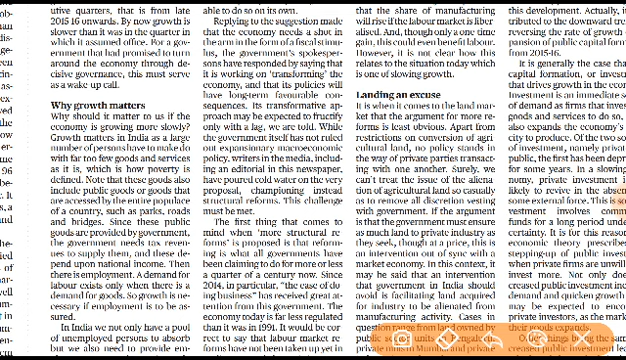 utive quarters, that is from late
2015-16 onwards. By now growth is
slower than it was in the quarter in
which it assumed office. For a gov-
ernment that had promised to turn
around the economy through de-
cisive governance, this must serve
as a wake-up call.
Why growth matters
Why should it matter to us if the
economy is growing more slowly?
Growth matters in India as a large
number of persons have to make do
with far too few goods and services
as it is, which is how poverty is
defined. Note that these goods also
include public goods or goods that
are accessed by the entire populace
of a country, such as parks, roads
and bridges. Since these public
goods are provided by government,
the government needs tax reven-
ues to supply them, and these de-
pend upon national income. Then
there is employment. A demand for
labour exists only when there is a
demand for goods. So growth is ne-
cessary if employment is to be as-
sured.
In India we not only have a pool
of unemployed persons to absorb
but we also need to provide em-
able to do so on its own.
Replying to the suggestion made
that the economy needs a shot in
the arm in the form of a fiscal stimu-
lus, the government's spokesper-
sons have responded by saying that
it is working on 'transforming' the
economy, and that its policies will
have long-term favourable con-
sequences. Its transformative ap-
proach may be expected to fructify
only with a lag, we are told. While
the government itself has not ruled
out expansionary macroeconomic
policy, writers in the media, includ-
ing an editorial in this newspaper,
have poured cold water on the very
proposal, championing instead
structural reforms. This challenge
must be met.
The first thing that comes to
mind when 'more structural re-
forms' is proposed is that reform-
ing is what all governments have
been claiming to do for more or less
a quarter of a century now. Since
2014, in particular, "the ease of do-
ing business" has received great at-
tention from this government. The
economy today is far less regulated
than it was in 1991. It would be cor-
rect to say that labour market re-
forms have not been taken up yet in
that the share of manufacturing
will rise if the labour market is liber-
alised. And, though only a one time
gain, this could even benefit labour.
However, it is not clear how this
relates to the situation today which
is one of slowing growth.
Landing an excuse
It is when it comes to the land mar-
ket that the argument for more re-
forms is least obvious. Apart from
restrictions on conversion of agri-
cultural land, no policy stands in
the way of private parties transact-
ing with one another. Surely, we
can't treat the issue of the aliena-
tion of agricultural land so casually
as to remove all discretion vesting
with government. If the argument
is that the government must ensure
as much land to private industry as
they seek, though at a price, this is
an intervention out of sync with a
market economy. In this context, it
may be said that an intervention
that government in India should
avoid is facilitating land acquired
for industry to be alienated from
manufacturing activity. Cases in
question range from land owned by
public
private
this development. Actually, i
tributed to the downward tre
reversing the rate of growth
pansion of public capital form
from 2015-16.
It is generally the case tha
capital formation, or invest
that drives growth in the eco
Investment is an immediate s
of demand as firms that inves
goods and services to do so.
also expands the economy's
city to produce. Of the two so
of investment, namely privat
public, the first has been depr
for some years. In a slowing
nomy, private investment i
likely to revive in the absen
some external force. This is
vestment involves comm
funds for a long period unde
certainty. It is for this reason
economic theory prescribes
stepping-up of public invest
when private firms are unwill
invest more. Not only doe
creased public investment inc
demand and quicken growth
may be expected to enco
privateers, as the mark
their goods expands.